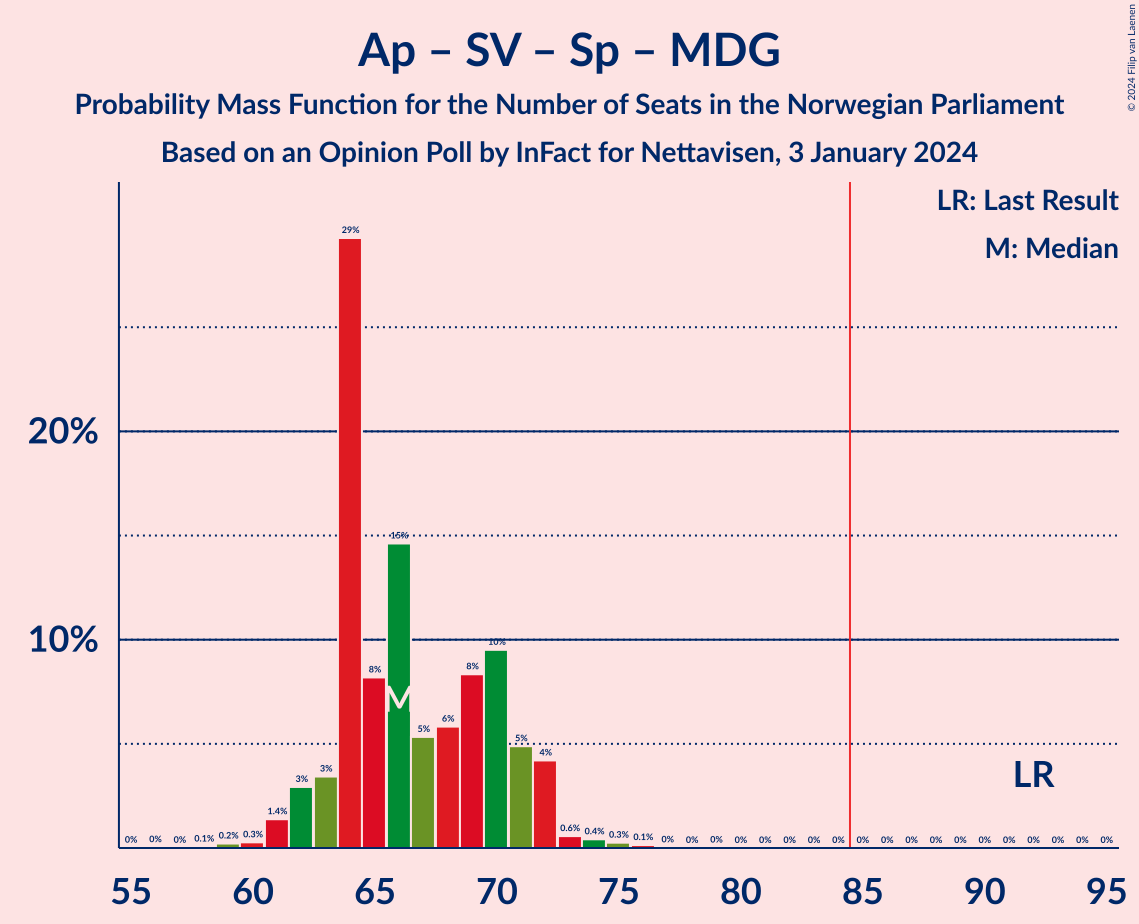 © 2024 Filip van Laenen
Ap – SV – Sp – MDG
Probability Mass Function for the Number of Seats in the Norwegian Parliament
Based on an Opinion Poll by InFact for Nettavisen, 3 January 2024
LR: Last Result
M: Median
20%
10%
0% 0% 0% 0.1% 0.2% 0.3% 1.4% 3% 3% 29% 8% 15% 5% 6% 8% 10% 5% 4% 0.6% 0.4% 0.3% 0.1% 0% 0% 0% 0% 0% 0% 0% 0% 0% 0% 0% 0% 0% 0% 0% 0% 0% 0% 0%
M
LR
55 60 65 70 75 80 85 90 95